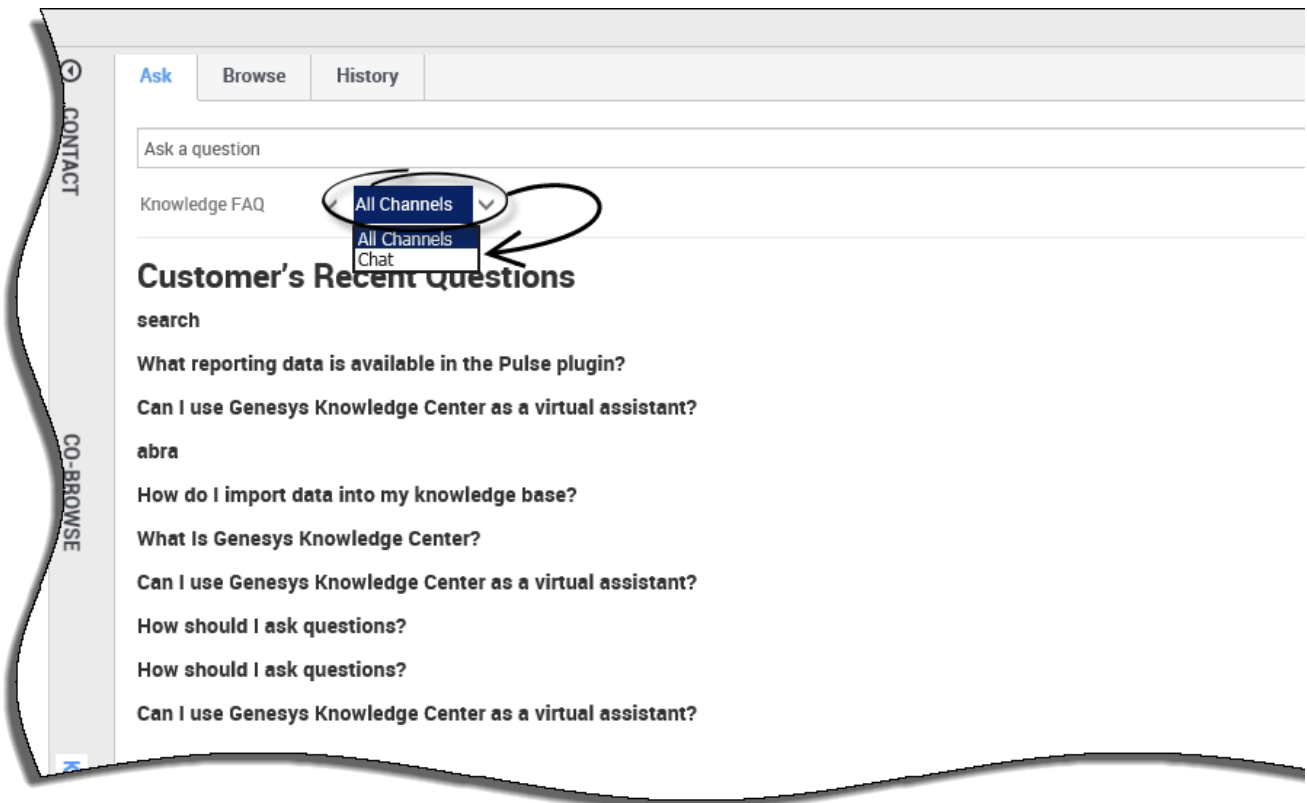 CONTACT
CO-BROWSE
Ask Browse History
Ask a question
Knowledge FAQ All Channels
All Channels
Chat
Customer's Recent Questions
search
What reporting data is available in the Pulse plugin?
Can I use Genesys Knowledge Center as a virtual assistant?
abra
How do I import data into my knowledge base?
What Is Genesys Knowledge Center?
Can I use Genesys Knowledge Center as a virtual assistant?
How should I ask questions?
How should I ask questions?
Can I use Genesys Knowledge Center as a virtual assistant?